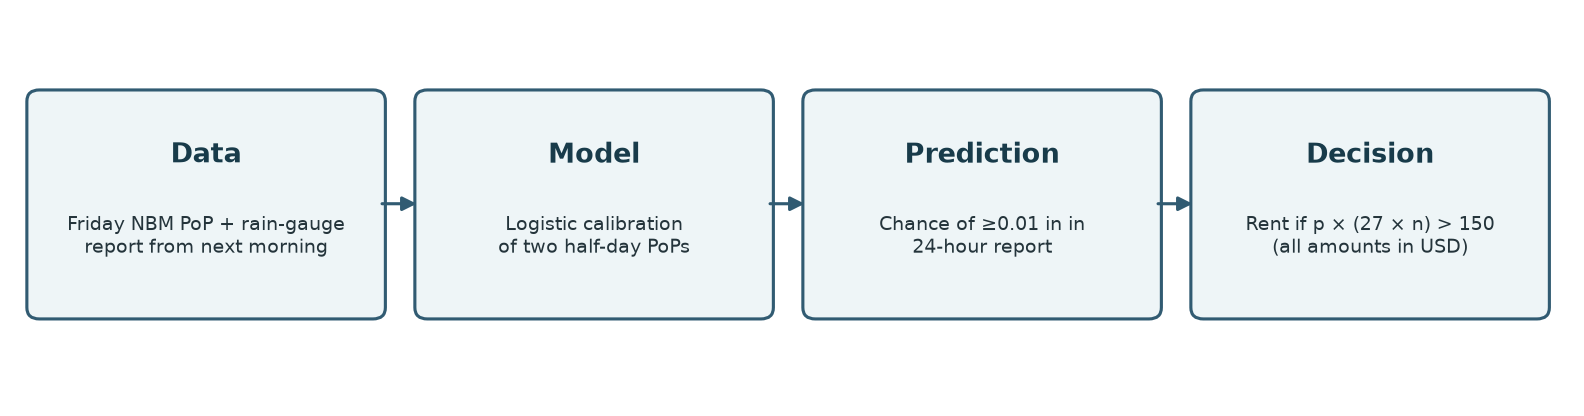 Data
Friday NBM PoP + rain-gauge
report from next morning
Model
Logistic calibration
of two half-day PoPs
Prediction
Chance of ≥0.01 in in
24-hour report
Decision
Rent if p × (27 × n) > 150
(all amounts in USD)